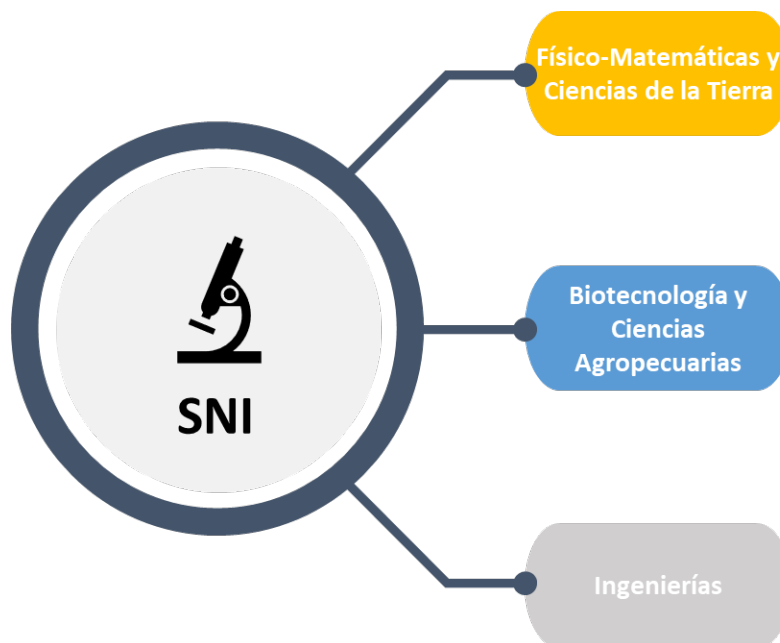 Físico-Matemáticas y
Ciencias de la Tierra
Biotecnología y
Ciencias
Agropecuarias
SNI
Ingenierías